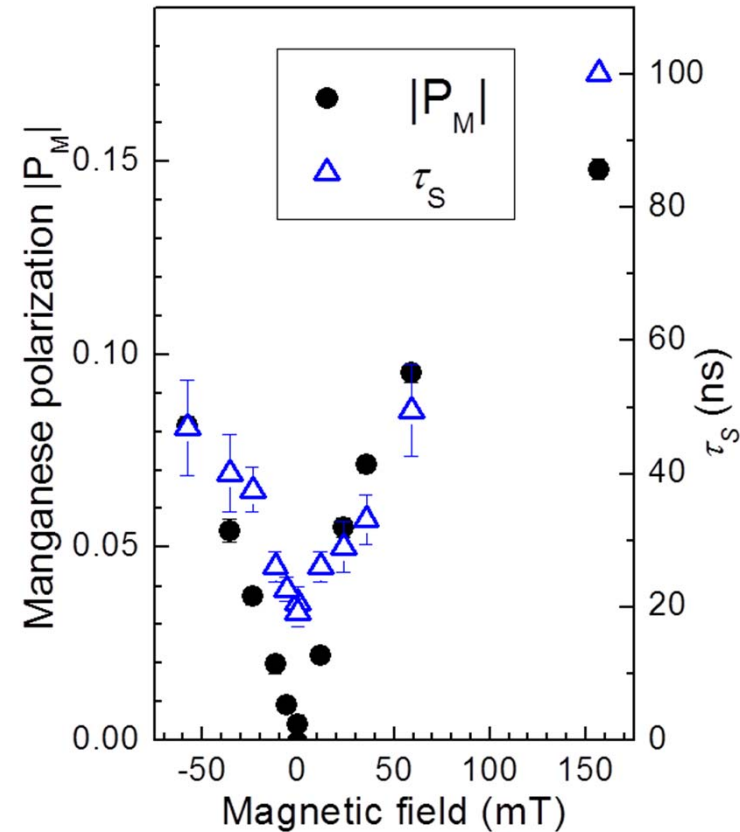 |P_M|
τ_S
Manganese polarization |P_M|
0.15
0.10
0.05
0.00
100
80
60
40
20
0
τ_S (ns)
-50 0 50 100 150
Magnetic field (mT)